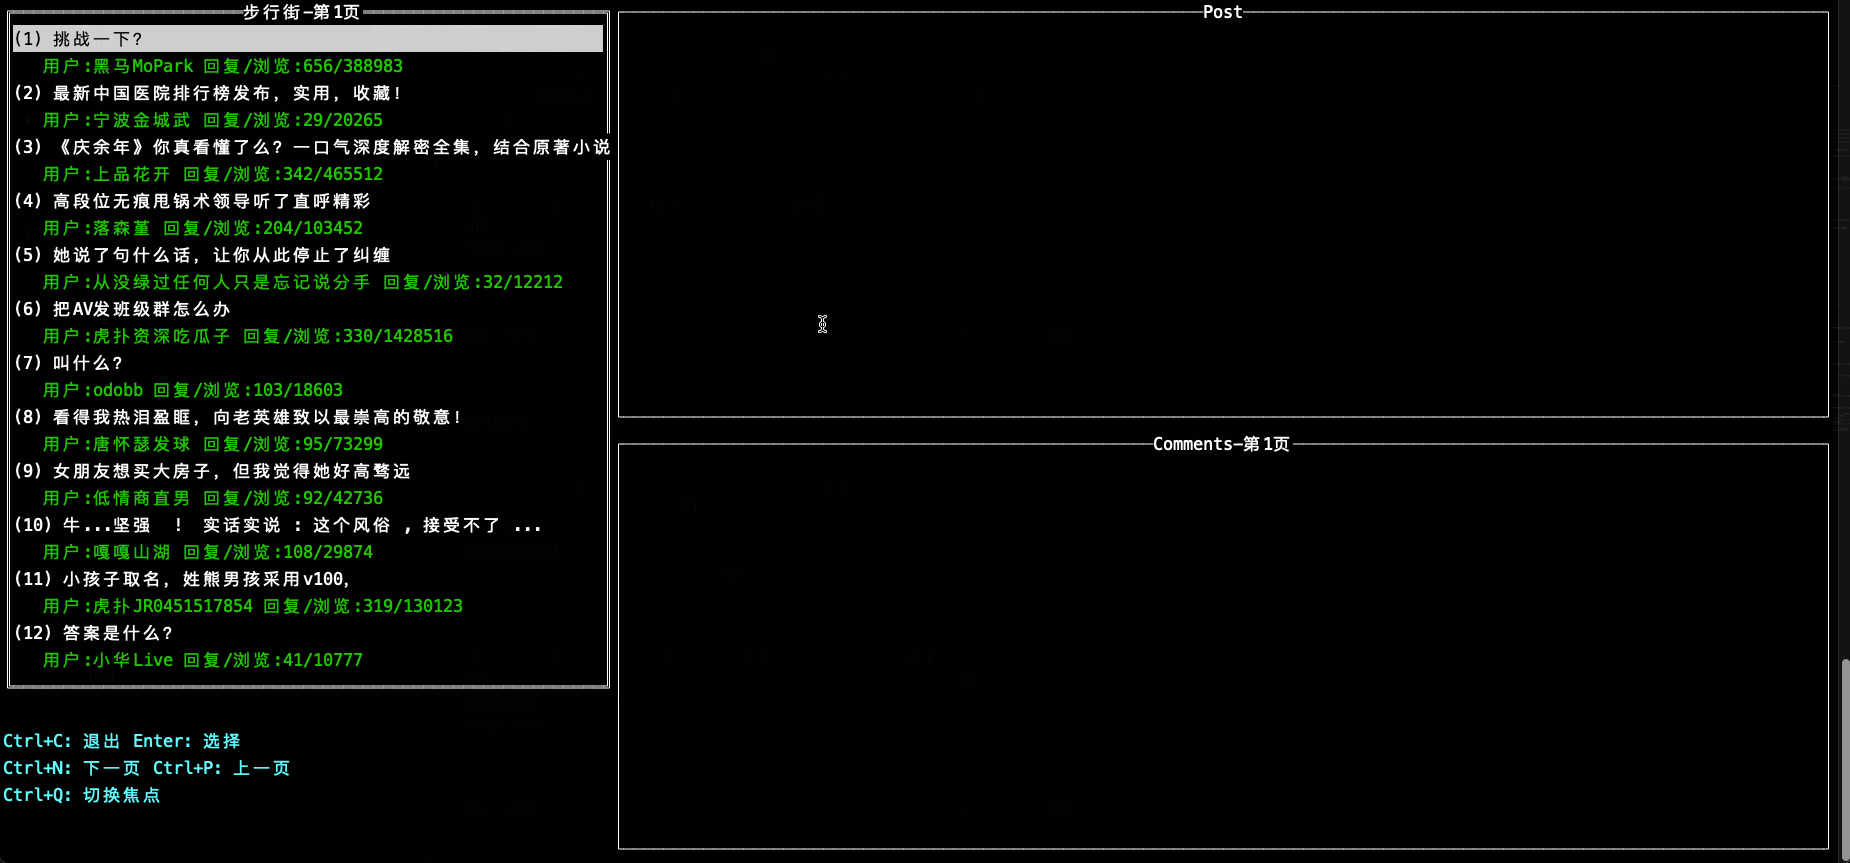 步行街-第1页
(1) 挑战一下?
用户:黑马MoPark 回复/浏览:656/388983
(2) 最新中国医院排行榜发布, 实用, 收藏!
用户:宁波金城武 回复/浏览:29/20265
(3) 《庆余年》你真看懂了么? 一口气深度解密全集, 结合原著小说
用户:上品花开 回复/浏览:342/465512
(4) 高段位无痕甩锅术领导听了直呼精彩
用户:落森堇 回复/浏览:204/103452
(5) 她说了句什么话, 让你从此停止了纠缠
用户:从没绿过任何人只是忘记说分手 回复/浏览:32/12212
(6) 把AV发班级群怎么办
用户:虎扑资深吃瓜子 回复/浏览:330/1428516
(7) 叫什么?
用户:odobb 回复/浏览:103/18603
(8) 看得我热泪盈眶, 向老英雄致以最崇高的敬意!
用户:唐怀瑟发球 回复/浏览:95/73299
(9) 女朋友想买大房子, 但我觉得她好高骛远
用户:低情商直男 回复/浏览:92/42736
(10) 牛...坚强 ! 实话实说 : 这个风俗 , 接受不了 ...
用户:嘎嘎山湖 回复/浏览:108/29874
(11) 小孩子取名, 姓熊男孩采用v100,
用户:虎扑JR0451517854 回复/浏览:319/130123
(12) 答案是什么?
用户:小华Live 回复/浏览:41/10777
Ctrl+C: 退出 Enter: 选择
Ctrl+N: 下一页 Ctrl+P: 上一页
Ctrl+Q: 切换焦点
Post
Comments-第1页